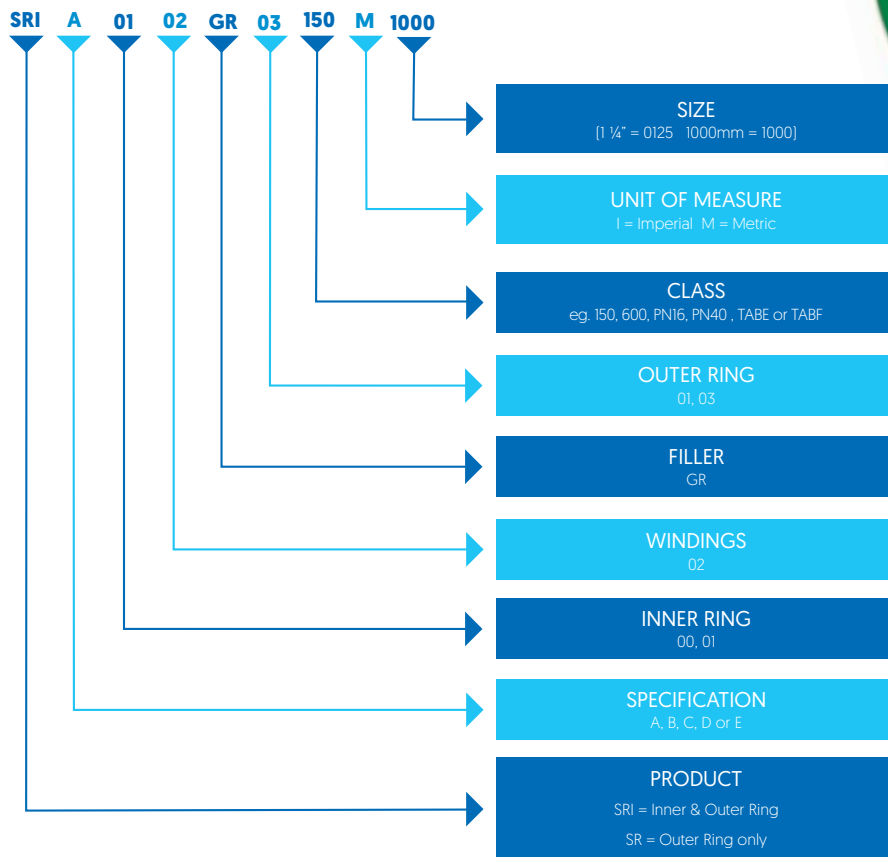 SRI A 01 02 GR 03 150 M 1000
SIZE
(1 ¼" = 0125 1000mm = 1000)
UNIT OF MEASURE
I = Imperial M = Metric
CLASS
eg. 150, 600, PN16, PN40 , TABE or TABF
OUTER RING
01, 03
FILLER
GR
WINDINGS
02
INNER RING
00, 01
SPECIFICATION
A, B, C, D or E
PRODUCT
SRI = Inner & Outer Ring
SR = Outer Ring only